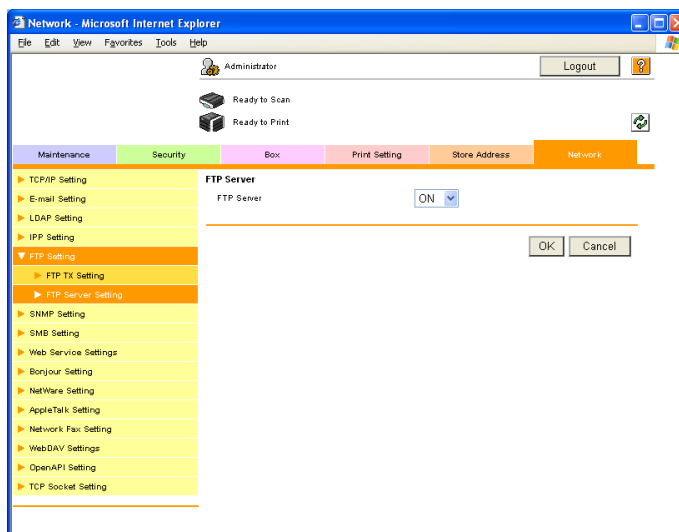 Network - Microsoft Internet Explorer
File Edit View Favorites Tools Help
Administrator
Logout
?
Ready to Scan
Ready to Print
Maintenance Security Box Print Setting Store Address Network
TCP/IP Setting
E-mail Setting
LDAP Setting
IPP Setting
FTP Setting
FTP TX Setting
FTP Server Setting
SNMP Setting
SMB Setting
Web Service Settings
Bonjour Setting
NetWare Setting
AppleTalk Setting
Network Fax Setting
WebDAV Settings
OpenAPI Setting
TCP Socket Setting
FTP Server
FTP Server ON
OK Cancel